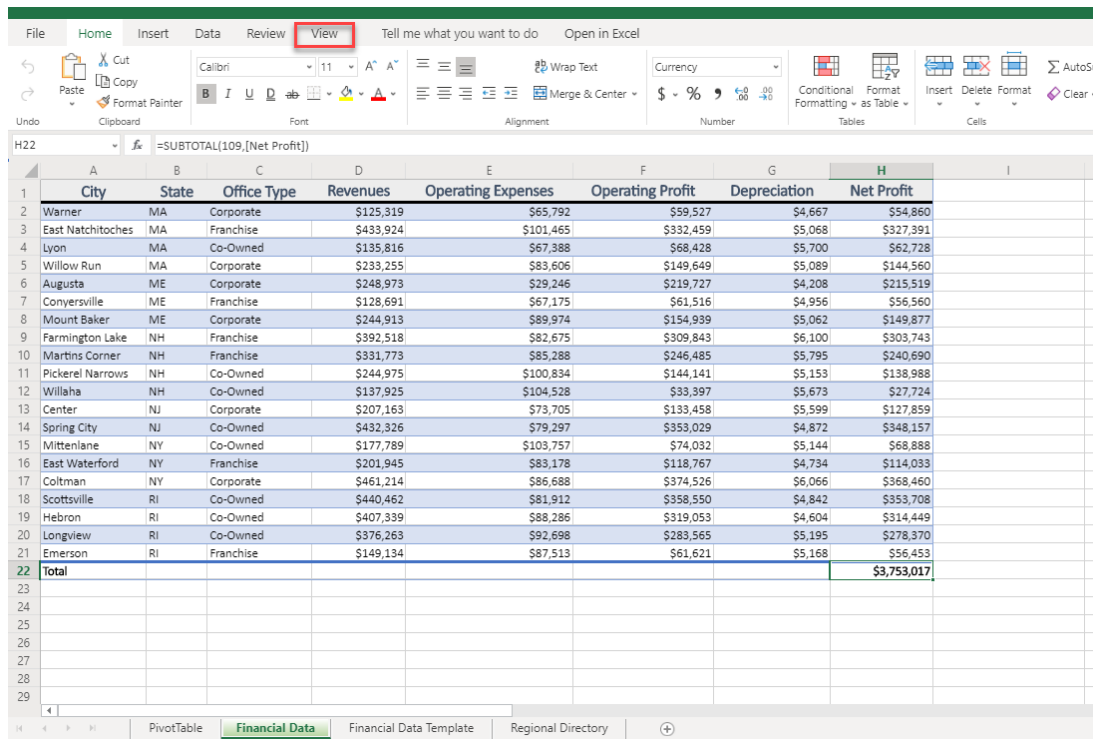 File Home Insert Data Review View Tell me what you want to do Open in Excel
Cut
Copy
Format Painter
Paste
Calibri 11 A^ A˅
B I U D ab A
Wrap Text
Merge & Center
Currency
$ % 9 .00 .00
Conditional Formatting
Format as Table
Insert Delete Format
Clear
Undo Clipboard Font Alignment Number Tables Cells
H22 fx =SUBTOTAL(109,[Net Profit])
A B C D E F G H I
1 City State Office Type Revenues Operating Expenses Operating Profit Depreciation Net Profit
2 Warner MA Corporate $125,319 $65,792 $59,527 $4,667 $54,860
3 East Natchitoches MA Franchise $433,924 $101,465 $332,459 $5,068 $327,391
4 Lyon MA Co-Owned $135,816 $67,388 $68,428 $5,700 $62,728
5 Willow Run MA Corporate $233,255 $83,606 $149,649 $5,089 $144,560
6 Augusta ME Corporate $248,973 $29,246 $219,727 $4,208 $215,519
7 Conyersville ME Franchise $128,691 $67,175 $61,516 $4,956 $56,560
8 Mount Baker ME Corporate $244,913 $89,974 $154,939 $5,062 $149,877
9 Farmington Lake NH Franchise $392,518 $82,675 $309,843 $6,100 $303,743
10 Martins Corner NH Franchise $331,773 $85,288 $246,485 $5,795 $240,690
11 Pickerel Narrows NH Co-Owned $244,975 $100,834 $144,141 $5,153 $138,988
12 Willaha NH Co-Owned $137,925 $104,528 $33,397 $5,673 $27,724
13 Center NJ Corporate $207,163 $73,705 $133,458 $5,599 $127,859
14 Spring City NJ Co-Owned $432,326 $79,297 $353,029 $4,872 $348,157
15 Mittenlane NY Co-Owned $177,789 $103,757 $74,032 $5,144 $68,888
16 East Waterford NY Franchise $201,945 $83,178 $118,767 $4,734 $114,033
17 Coltman NY Corporate $461,214 $86,688 $374,526 $6,066 $368,460
18 Scottsville RI Co-Owned $440,462 $81,912 $358,550 $4,842 $353,708
19 Hebron RI Co-Owned $407,339 $88,286 $319,053 $4,604 $314,449
20 Longview RI Co-Owned $376,263 $92,698 $283,565 $5,195 $278,370
21 Emerson RI Franchise $149,134 $87,513 $61,621 $5,168 $56,453
22 Total $3,753,017
23
24
25
26
27
28
29
PivotTable Financial Data Financial Data Template Regional Directory